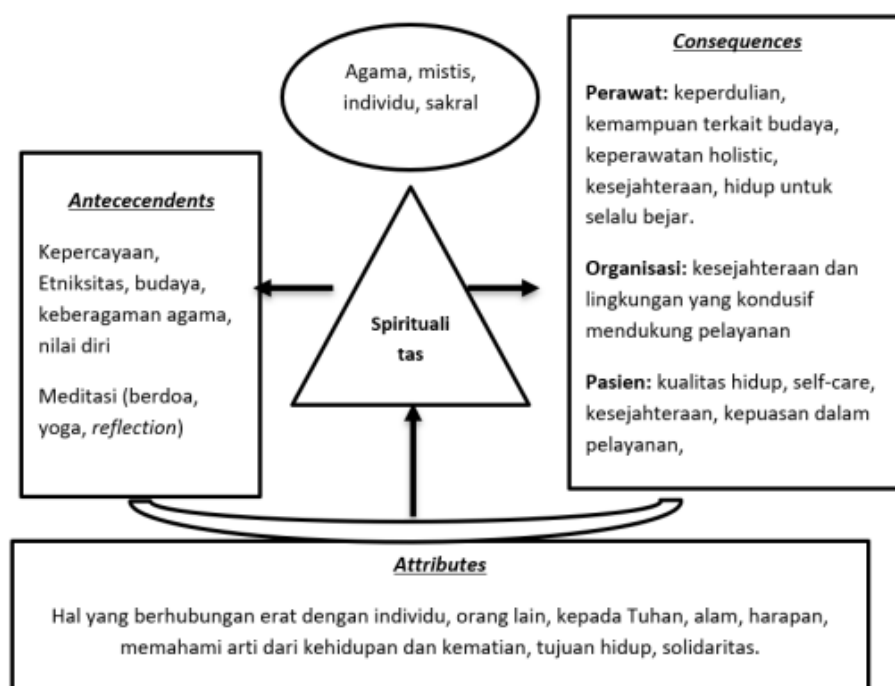 Agama, mistis,
individu, sakral
Antececendents
Kepercayaan,
Etniksitas, budaya,
keberagaman agama,
nilai diri
Meditasi (berdoa,
yoga, reflection)
Spirituali
tas
Consequences
Perawat: keperdulian,
kemampuan terkait budaya,
keperawatan holistic,
kesejahteraan, hidup untuk
selalu bejar.
Organisasi: kesejahteraan dan
lingkungan yang kondusif
mendukung pelayanan
Pasien: kualitas hidup, self-care,
kesejahteraan, kepuasan dalam
pelayanan,
Attributes
Hal yang berhubungan erat dengan individu, orang lain, kepada Tuhan, alam, harapan,
memahami arti dari kehidupan dan kematian, tujuan hidup, solidaritas.